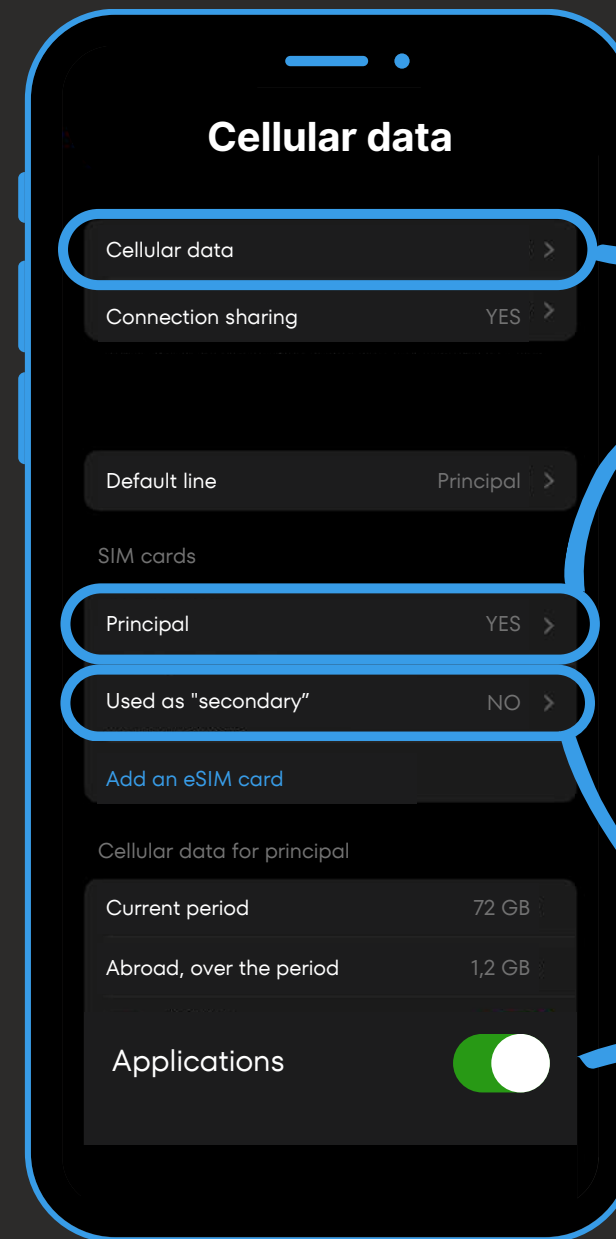 Cellular data
Cellular data
Connection sharing YES
Default line Principal
SIM cards
Principal YES
Used as "secondary”
NO
Add an eSIM card
Cellular data for principal
Current period 72 GB
Abroad, over the period 1,2 GB
Applications